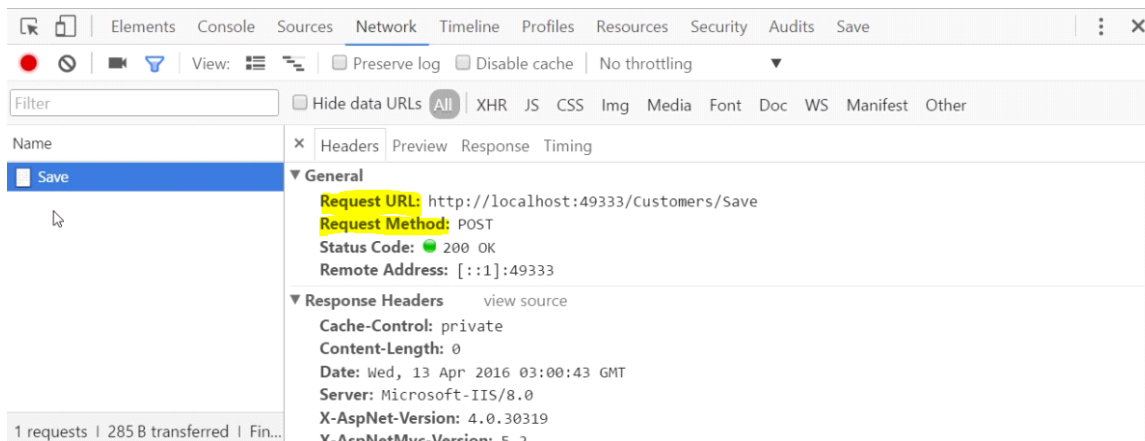 Elements Console Sources Network Timeline Profiles Resources Security Audits Save
View: Preserve log Disable cache No throttling
Filter Hide data URLs All XHR JS CSS Img Media Font Doc WS Manifest Other
Name
Headers Preview Response Timing
Save
General
Request URL: http://localhost:49333/Customers/Save
Request Method: POST
Status Code: 200 OK
Remote Address: [::1]:49333
Response Headers view source
Cache-Control: private
Content-Length: 0
Date: Wed, 13 Apr 2016 03:00:43 GMT
Server: Microsoft-IIS/8.0
X-AspNet-Version: 4.0.30319
X-AspNetMvc-Version: 5.2
1 requests | 285 B transferred | Fin...